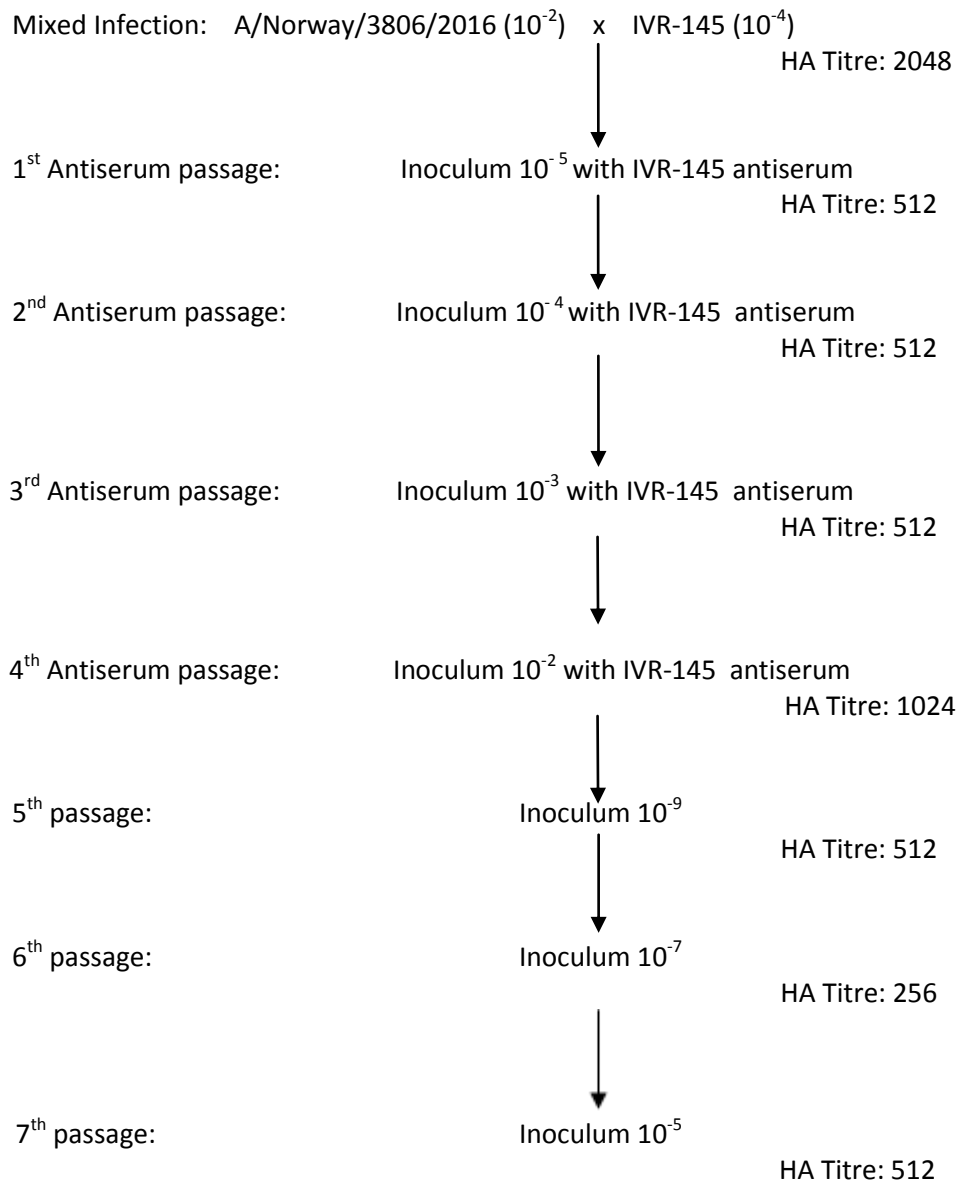 Mixed Infection: A/Norway/3806/2016 (10⁻²) x IVR-145 (10⁻⁴)
HA Titre: 2048
1ˢᵗ Antiserum passage: Inoculum 10⁻⁵ with IVR-145 antiserum
HA Titre: 512
2ⁿᵈ Antiserum passage: Inoculum 10⁻⁴ with IVR-145 antiserum
HA Titre: 512
3ʳᵈ Antiserum passage: Inoculum 10⁻³ with IVR-145 antiserum
HA Titre: 512
4ᵗʰ Antiserum passage: Inoculum 10⁻² with IVR-145 antiserum
HA Titre: 1024
5ᵗʰ passage: Inoculum 10⁻⁹
HA Titre: 512
6ᵗʰ passage: Inoculum 10⁻⁷
HA Titre: 256
7ᵗʰ passage: Inoculum 10⁻⁵
HA Titre: 512